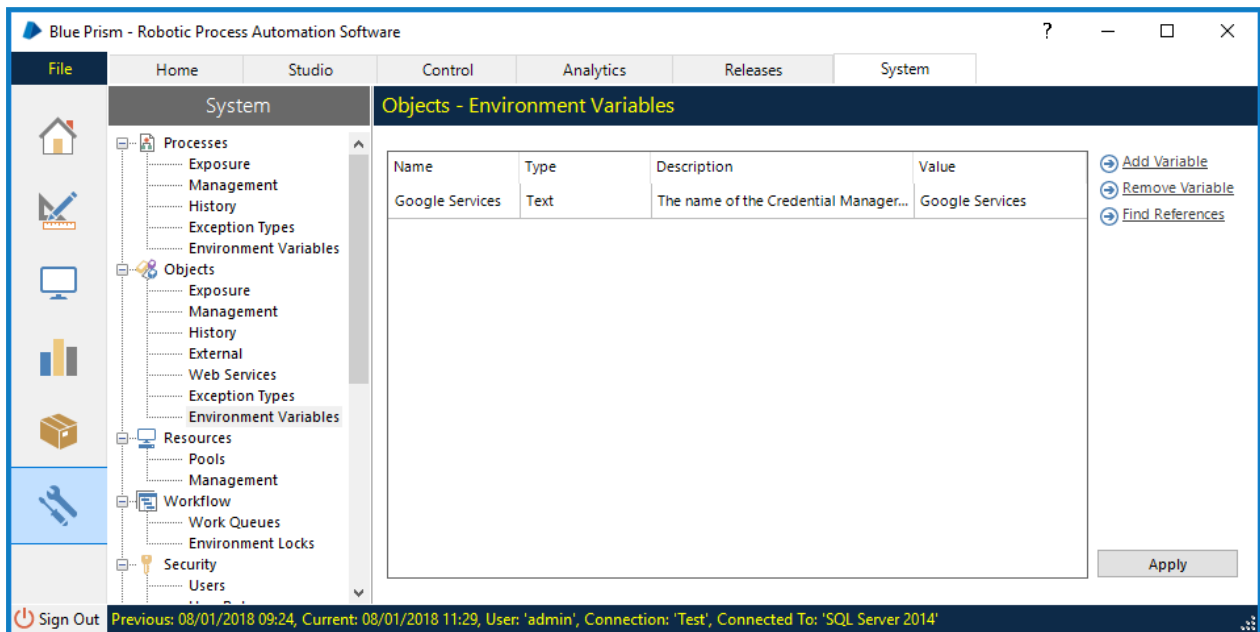 Blue Prism - Robotic Process Automation Software
?
File Home Studio Control Analytics Releases System
System
Objects - Environment Variables
Processes
Exposure
Management
History
Exception Types
Environment Variables
Objects
Exposure
Management
History
External
Web Services
Exception Types
Environment Variables
Resources
Pools
Management
Workflow
Work Queues
Environment Locks
Security
Users
Name Type Description Value
Google Services Text The name of the Credential Manager... Google Services
Add Variable
Remove Variable
Find References
Apply
Sign Out Previous: 08/01/2018 09:24, Current: 08/01/2018 11:29, User: 'admin', Connection: 'Test', Connected To: 'SQL Server 2014'